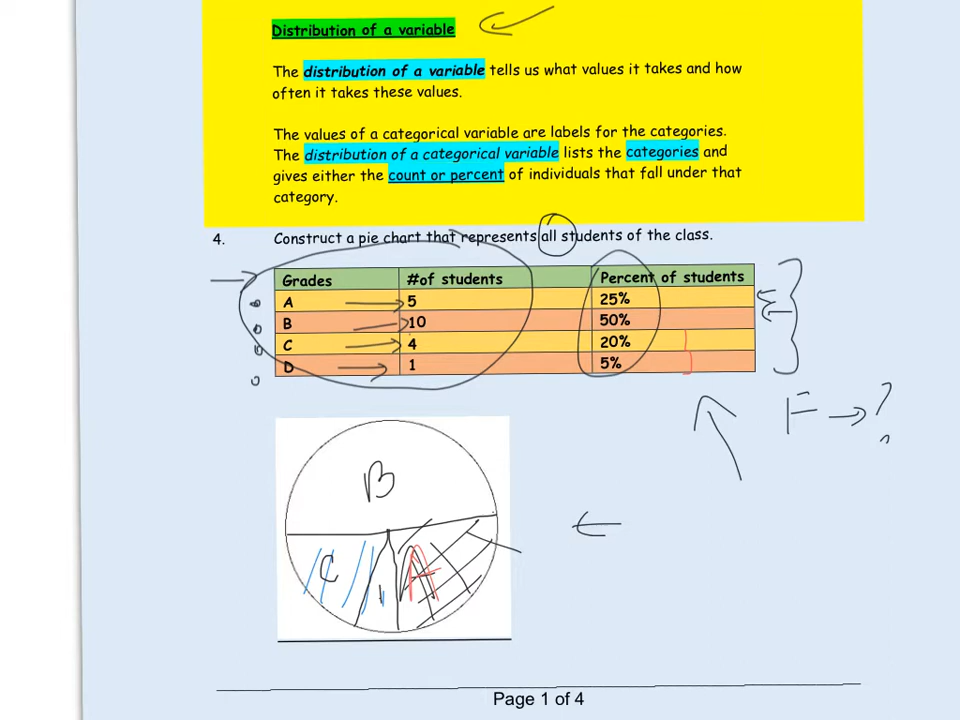 Distribution of a variable
The distribution of a variable tells us what values it takes and how
often it takes these values.
The values of a categorical variable are labels for the categories.
The distribution of a categorical variable lists the categories and
gives either the count or percent of individuals that fall under that
category.
4. Construct a pie chart that represents all students of the class.
Grades #of students Percent of students
A 5 25%
B 10 50%
C 4 20%
D 1 5%
F → ?
B
C
A
Page 1 of 4